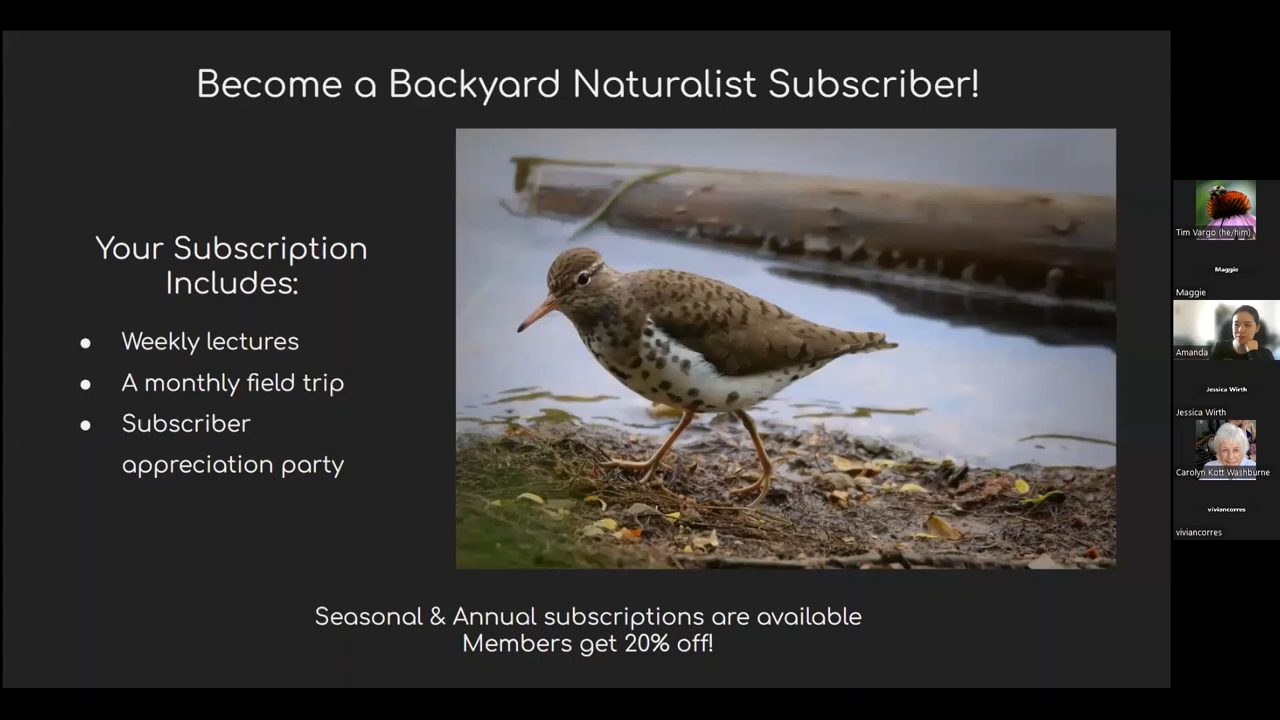 Become a Backyard Naturalist Subscriber!
Your Subscription
Includes:
● Weekly lectures
● A monthly field trip
● Subscriber
appreciation party
Seasonal & Annual subscriptions are available
Members get 20% off!
Tim Vargo (he/him)
Maggie
Maggie
Amanda
Jessica Wirth
Jessica Wirth
Carolyn Kott Washburne
viviancorres
viviancorres